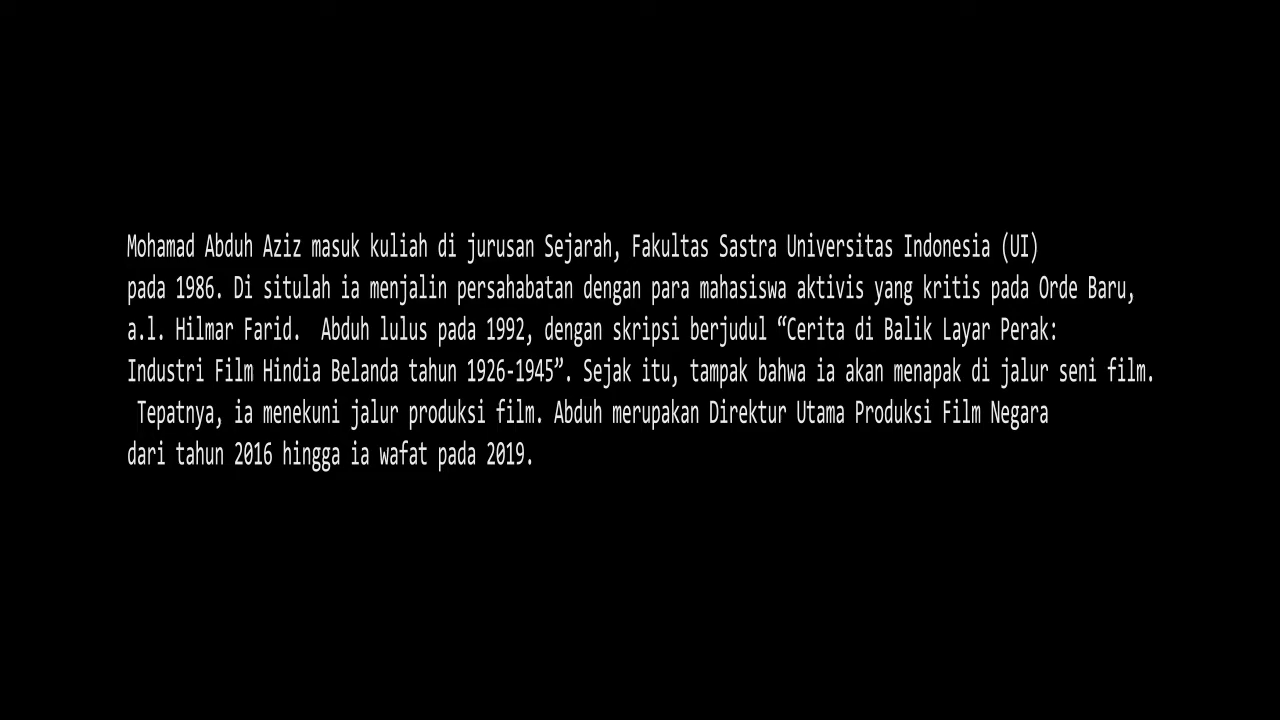 Mohamad Abduh Aziz masuk kuliah di jurusan Sejarah, Fakultas Sastra Universitas Indonesia (UI)
pada 1986. Di situlah ia menjalin persahabatan dengan para mahasiswa aktivis yang kritis pada Orde Baru,
a.l. Hilmar Farid.  Abduh lulus pada 1992, dengan skripsi berjudul “Cerita di Balik Layar Perak:
Industri Film Hindia Belanda tahun 1926-1945”. Sejak itu, tampak bahwa ia akan menapak di jalur seni film.
Tepatnya, ia menekuni jalur produksi film. Abduh merupakan Direktur Utama Produksi Film Negara
dari tahun 2016 hingga ia wafat pada 2019.